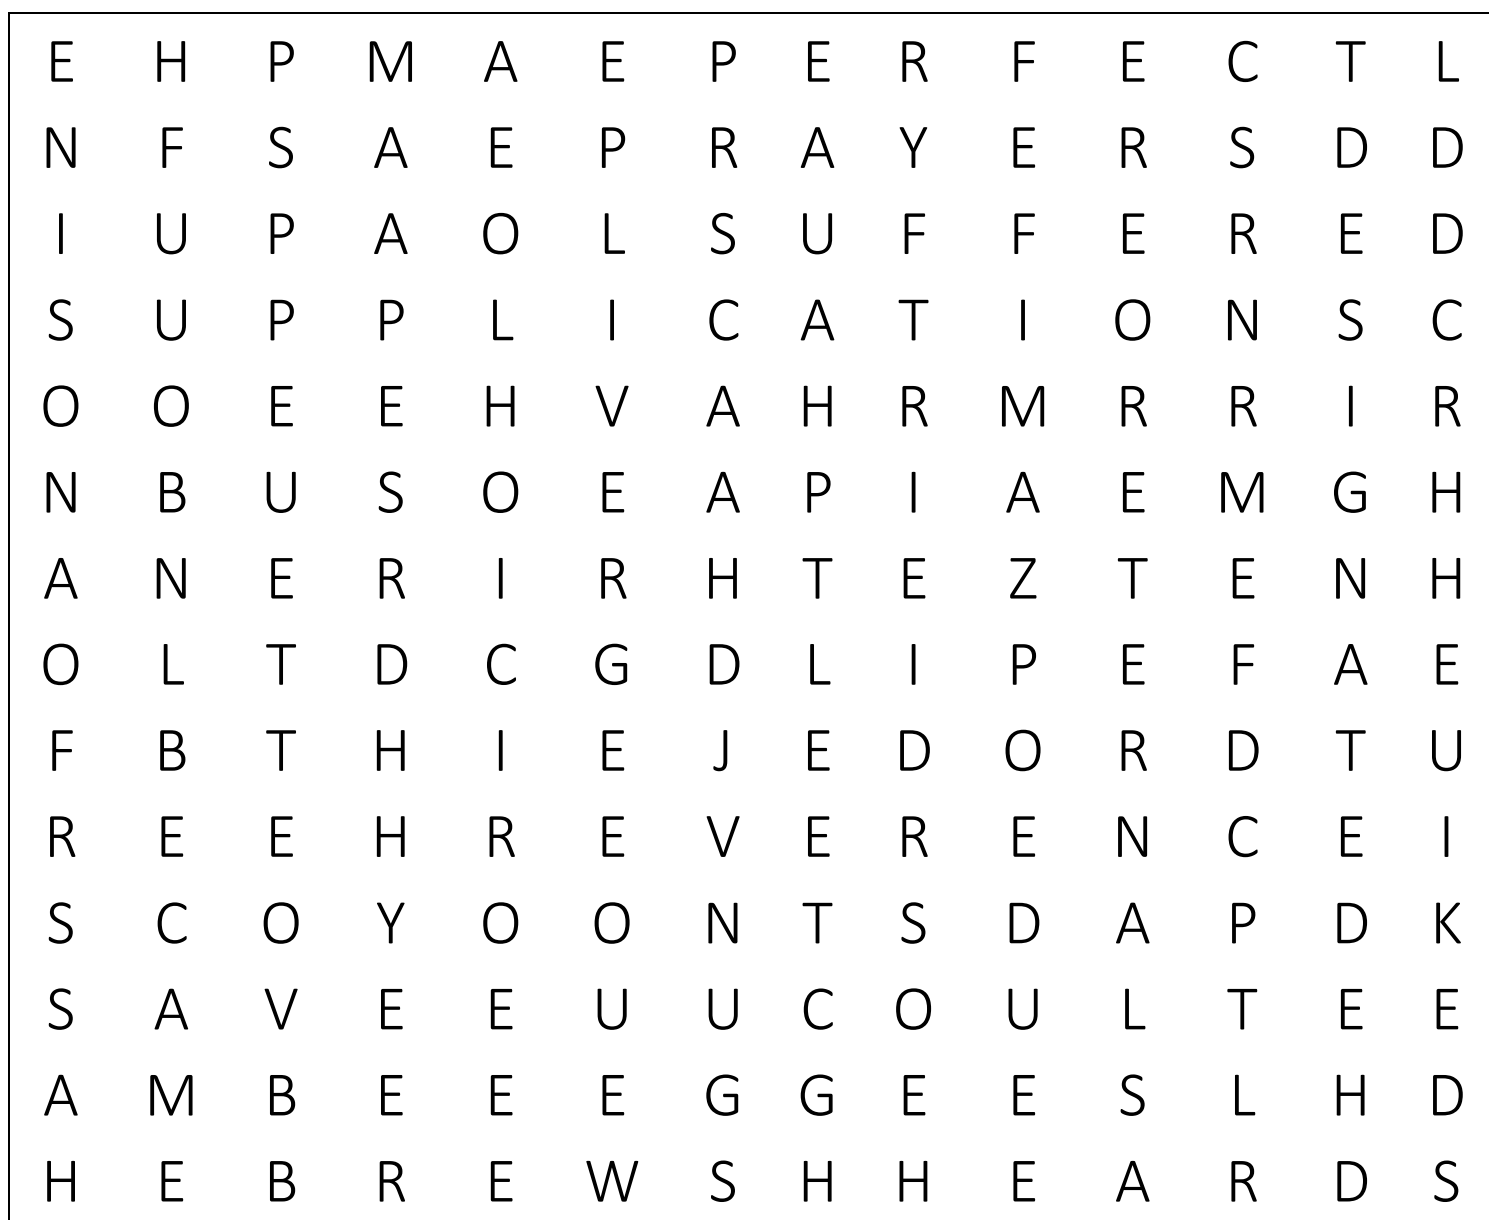 E H P M A E P E R F E C T L
N F S A E P R A Y E R S D D
I U P A O L S U F F E R E D
S U P P L I C A T I O N S C
O O E E H V A H R M R R I R
N B U S O E A P I A E M G H
A N E R I R H T E Z T E N H
O L T D C G D L I P E F A E
F B T H I E J E D O R D T U
R E E H R E V E R E N C E I
S C O Y O O N T S D A P D K
S A V E E U U C O U L T E E
A M B E E E G G E E S L H D
H E B R E W S H H E A R D S